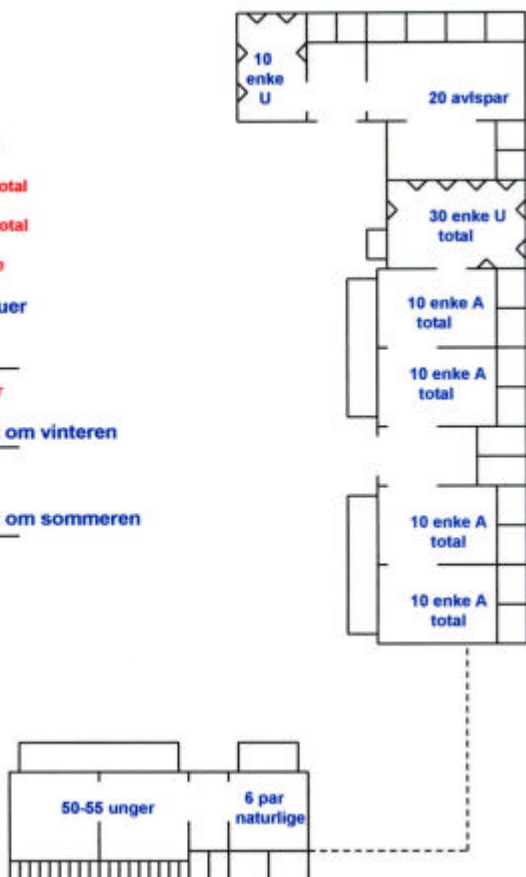 10
enke
U
20 avlspar
otal
30 enke U
total
otal
e
uer
10 enke A
total
10 enke A
total
r
om vinteren
om sommeren
10 enke A
total
10 enke A
total
50-55 unger
6 par
naturlige